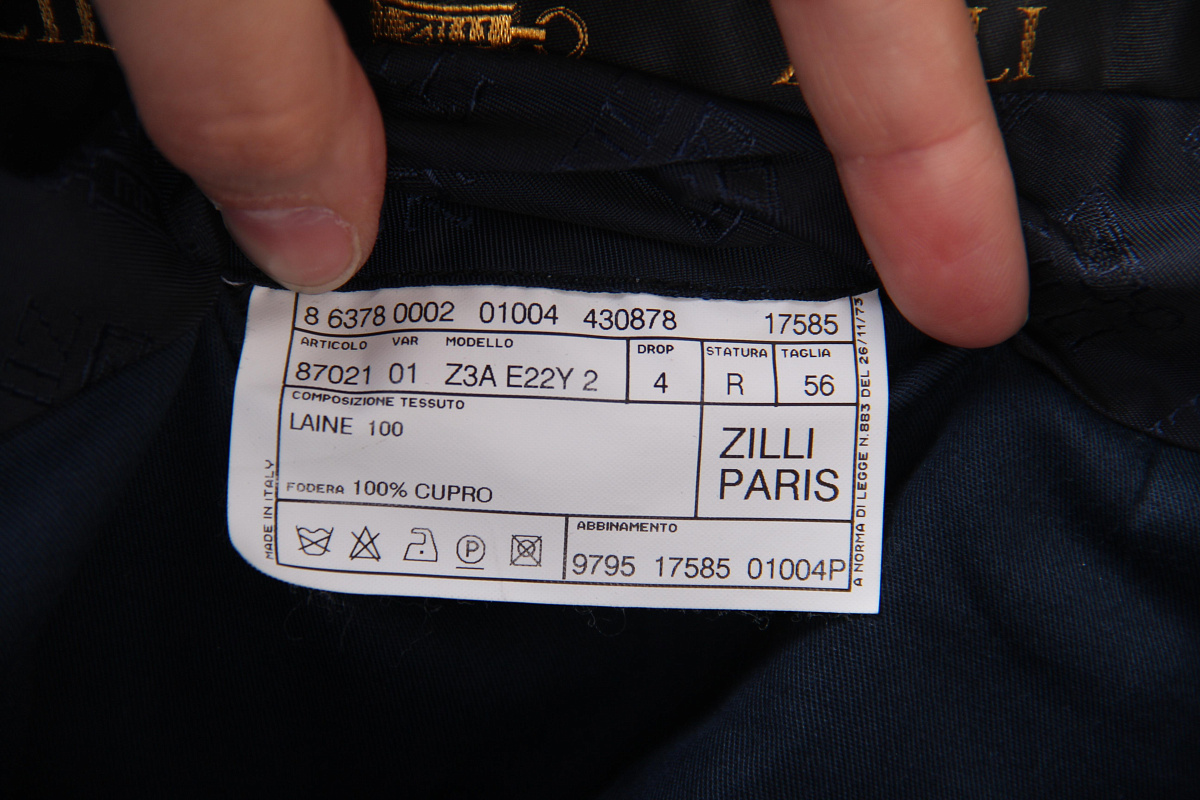 8 6378 0002 01004 430878 17585
ARTICOLO VAR MODELLO DROP STATURA TAGLIA
87021 01 Z3A E22Y 2 4 R 56
COMPOSIZIONE TESSUTO
LAINE 100
ZILLI
PARIS
FODERA 100% CUPRO
ABBINAMENTO
P
9795 17585 01004P
MADE IN ITALY
A NORMA DI LEGGE N.883 DEL 26/11/73